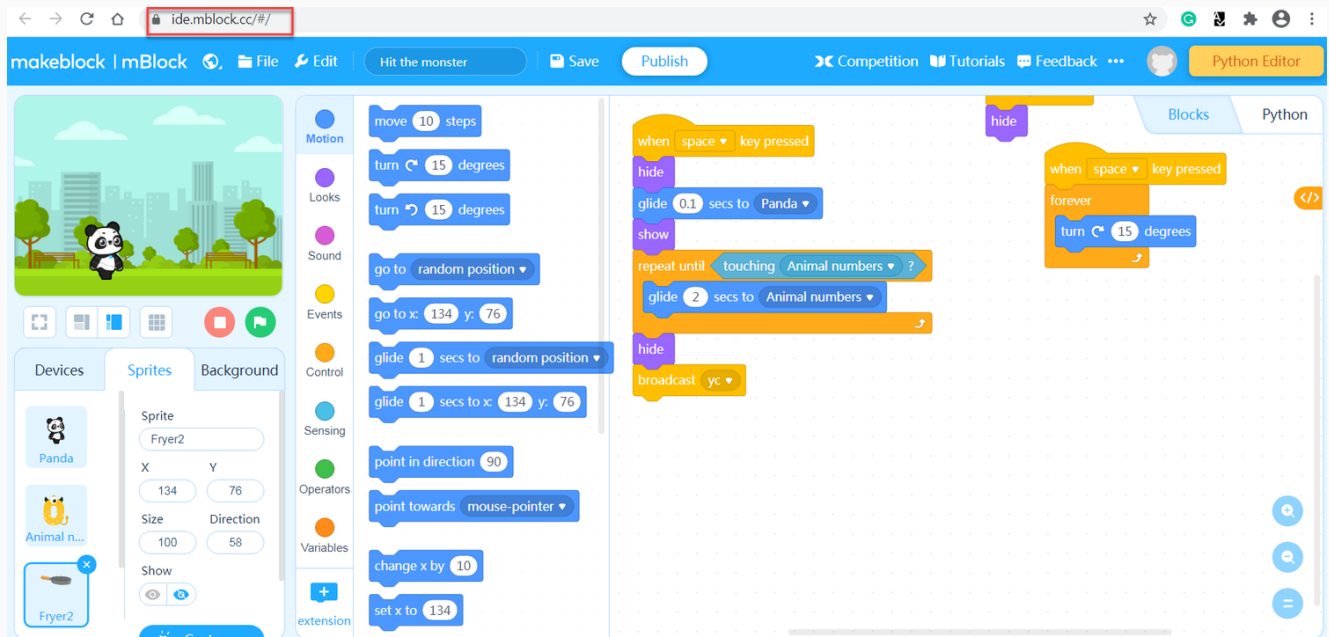 ide.mblock.cc/#/
makeblock | mBlock File Edit Hit the monster Save Publish Competition Tutorials Feedback ••• Python Editor
Motion
Looks
Sound
Events
Control
Sensing
Operators
Variables
extension
move 10 steps
turn 15 degrees
turn 15 degrees
go to random position
go to x: 134 y: 76
glide 1 secs to random position
glide 1 secs to x: 134 y: 76
point in direction 90
point towards mouse-pointer
change x by 10
set x to 134
when space key pressed
hide
glide 0.1 secs to Panda
show
repeat until touching Animal numbers ?
glide 2 secs to Animal numbers
hide
broadcast yc
hide
when space key pressed
forever
turn 15 degrees
Blocks Python
Devices Sprites Background
Panda
Animal n...
Fryer2
Sprite
Fryer2
X Y
134 76
Size Direction
100 58
Show